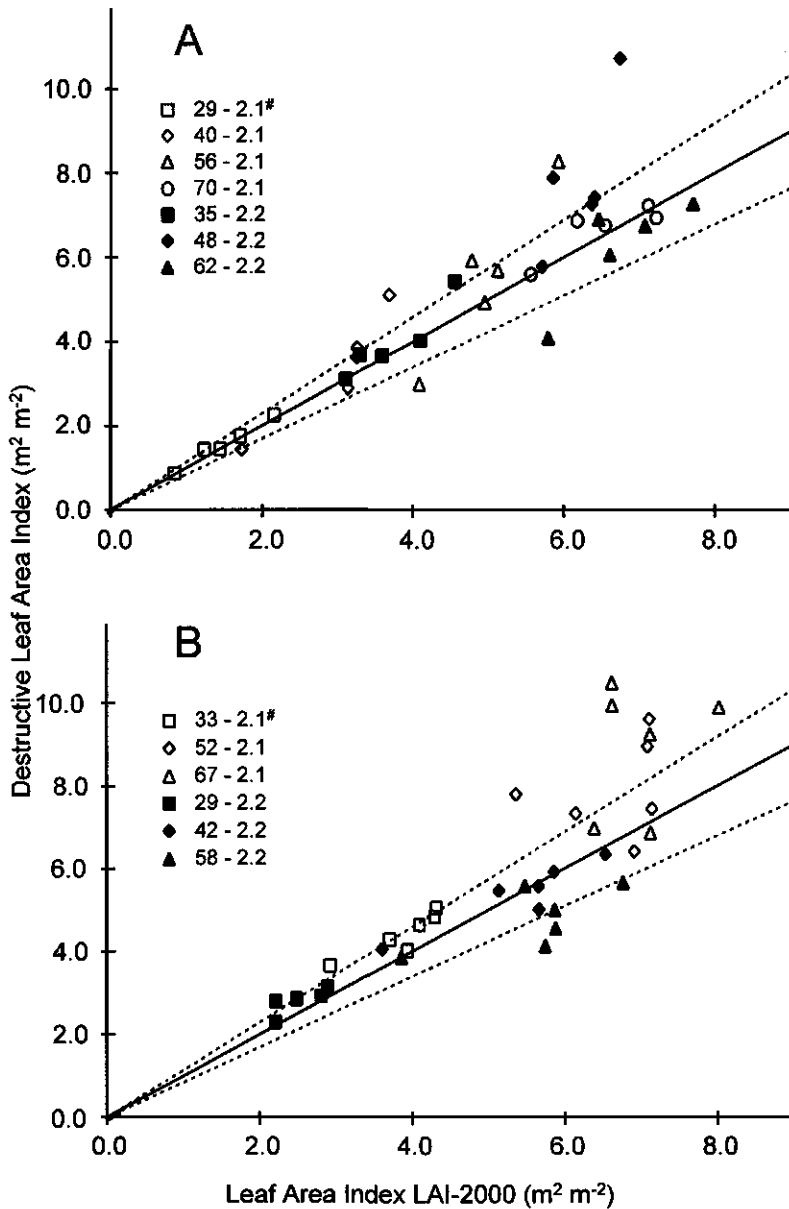 Destructive Leaf Area Index (m² m⁻²)
A
10.0
8.0
6.0
4.0
2.0
0.0
29 - 2.1#
40 - 2.1
56 - 2.1
70 - 2.1
35 - 2.2
48 - 2.2
62 - 2.2
0.0 2.0 4.0 6.0 8.0
B
10.0
8.0
6.0
4.0
2.0
0.0
33 - 2.1#
52 - 2.1
67 - 2.1
29 - 2.2
42 - 2.2
58 - 2.2
0.0 2.0 4.0 6.0 8.0
Leaf Area Index LAI-2000 (m² m⁻²)